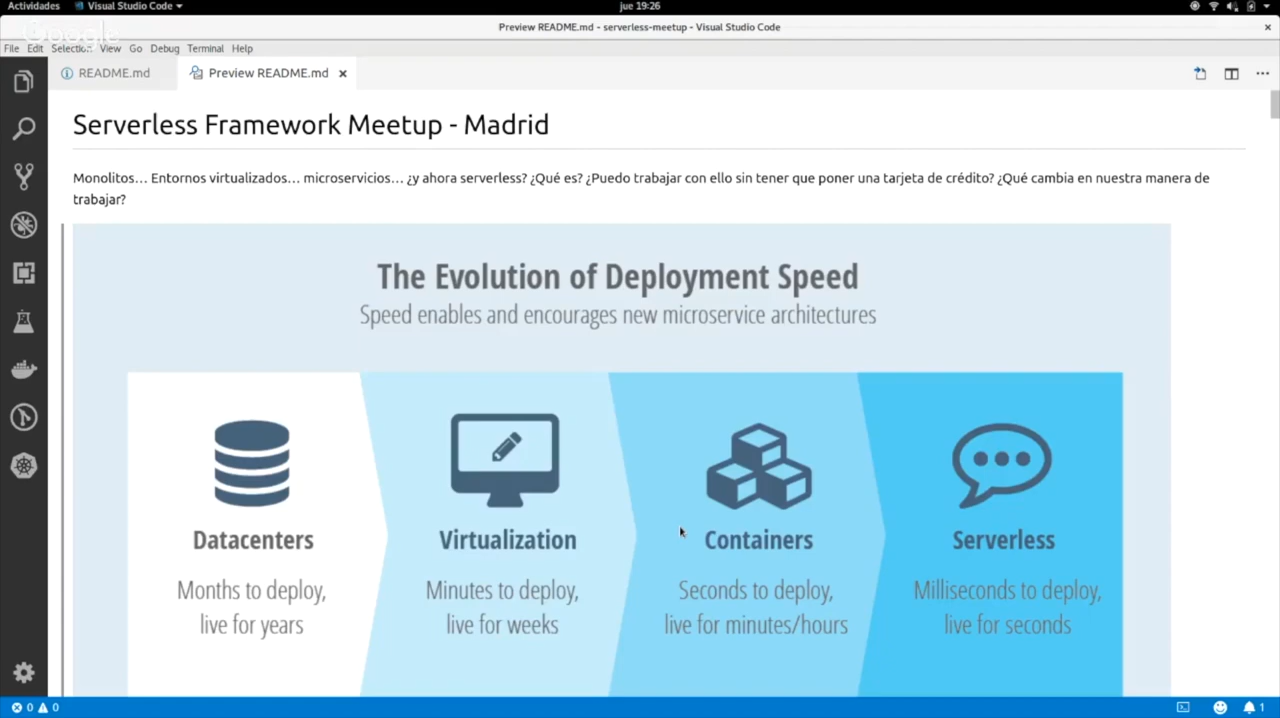 Actividades Visual Studio Code jue 19:26
Preview README.md - serverless-meetup - Visual Studio Code
Google
File Edit Selection View Go Debug Terminal Help
README.md Preview README.md
Serverless Framework Meetup - Madrid
Monolitos... Entornos virtualizados... microservicios... ¿y ahora serverless? ¿Qué es? ¿Puedo trabajar con ello sin tener que poner una tarjeta de crédito? ¿Qué cambia en nuestra manera de
trabajar?
The Evolution of Deployment Speed
Speed enables and encourages new microservice architectures
Datacenters
Months to deploy,
live for years
Virtualization
Minutes to deploy,
live for weeks
Containers
Seconds to deploy,
live for minutes/hours
Serverless
Milliseconds to deploy,
live for seconds
0 0 1